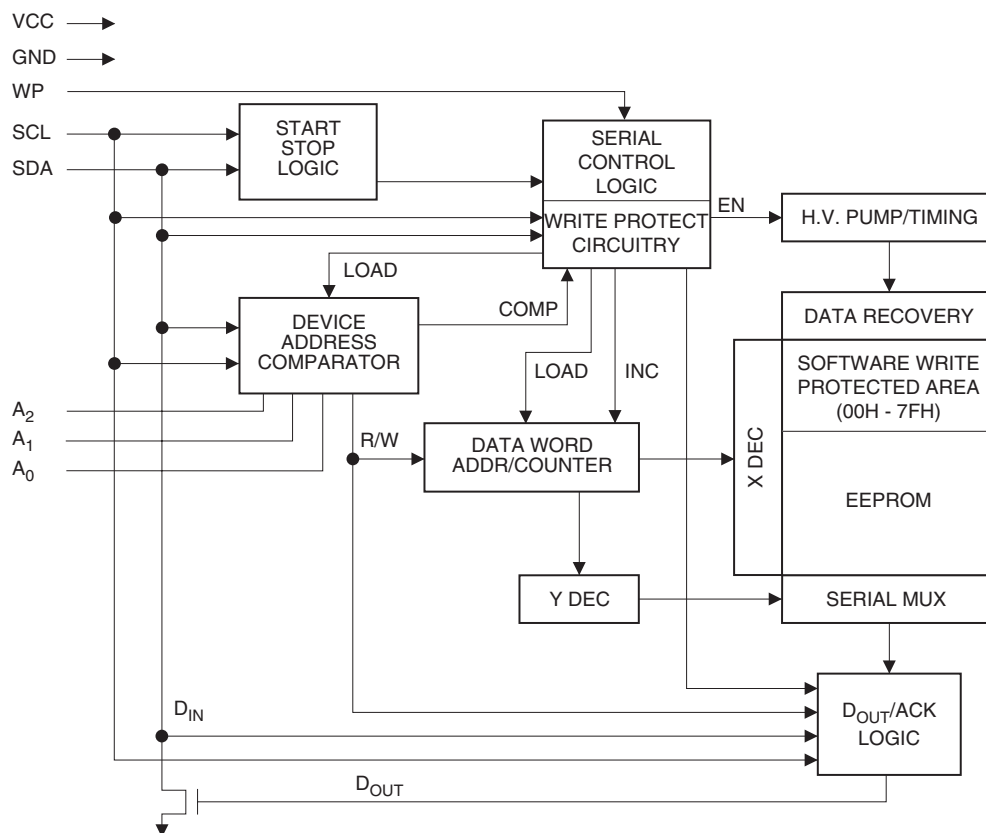 VCC
GND
WP
SCL
SDA
START
STOP
LOGIC
SERIAL
CONTROL
LOGIC
WRITE PROTECT
CIRCUITRY
EN
H.V. PUMP/TIMING
LOAD
COMP
DEVICE
ADDRESS
COMPARATOR
DATA RECOVERY
SOFTWARE WRITE
PROTECTED AREA
(00H - 7FH)
LOAD
INC
A2
A1
A0
R/W
DATA WORD
ADDR/COUNTER
X DEC
EEPROM
Y DEC
SERIAL MUX
DIN
DOUT/ACK
LOGIC
DOUT